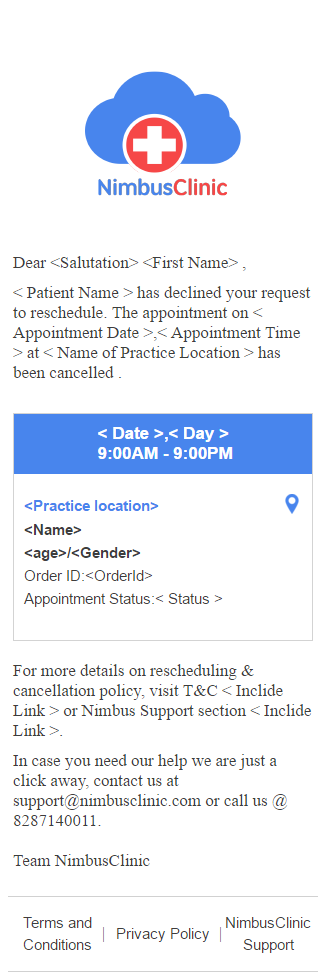 NimbusClinic
Dear <Salutation> <First Name> ,
< Patient Name > has declined your request
to reschedule. The appointment on <
Appointment Date >,< Appointment Time
> at < Name of Practice Location > has
been cancelled .
< Date >,< Day >
9:00AM - 9:00PM
<Practice location>
<Name>
<age>/<Gender>
Order ID:<OrderId>
Appointment Status:< Status >
For more details on rescheduling &
cancellation policy, visit T&C < Inclide
Link > or Nimbus Support section < Inclide
Link >.
In case you need our help we are just a
click away, contact us at
support@nimbusclinic.com or call us @
8287140011.
Team NimbusClinic
Terms and
Conditions
| Privacy Policy |
NimbusClinic
Support